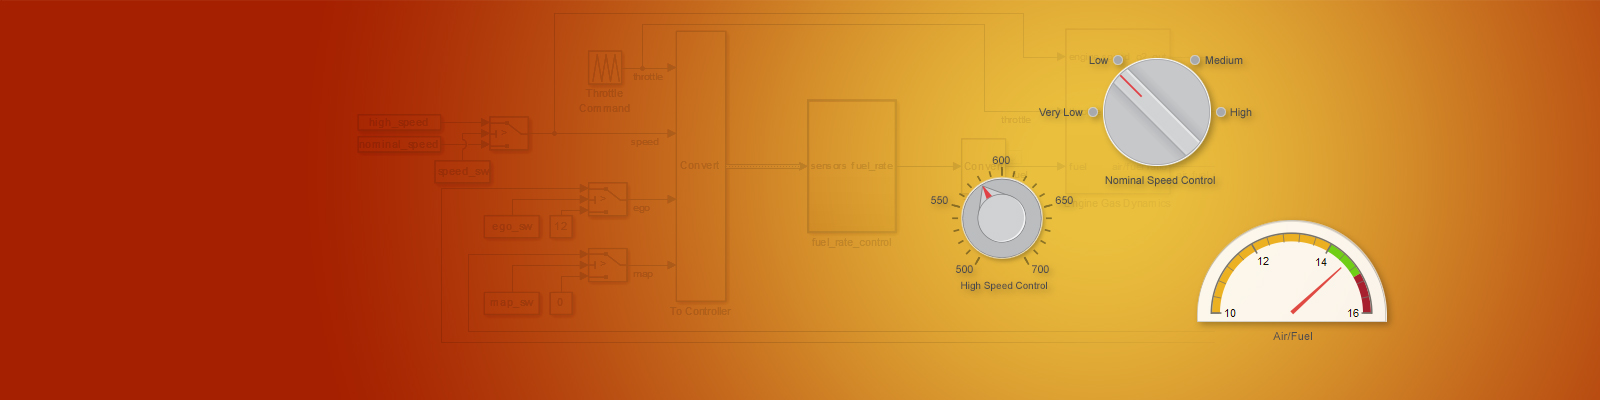 Throttle
Command
throttle
high_speed
nominal_speed
speed_sw
speed
Convert
sensors fuel_rate
fuel_rate_control
ego_sw
12
ego
map_sw
0
map
To Controller
throttle
Convert
fuel
Engine Gas Dynamics
Low
Medium
Very Low
High
Nominal Speed Control
600
550
650
500
700
High Speed Control
12
14
10
16
Air/Fuel